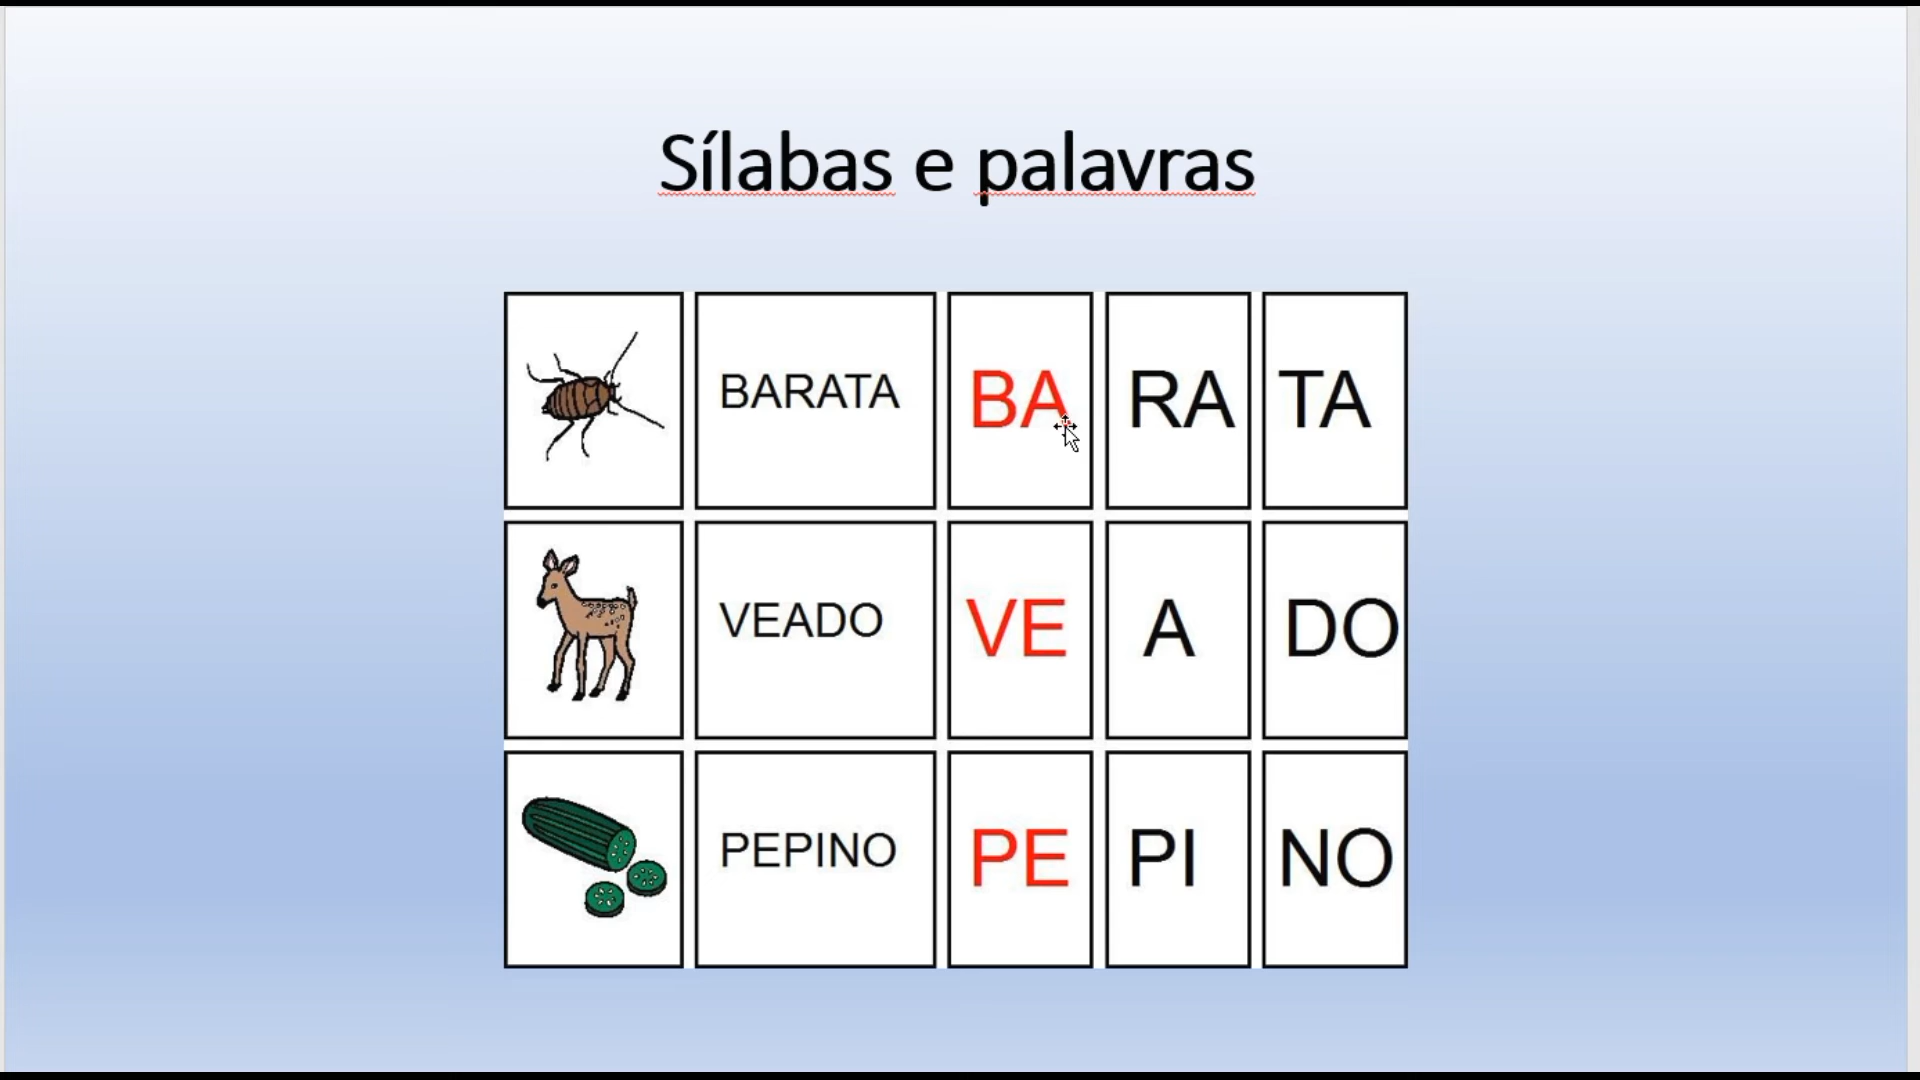 Sílabas e palavras
BARATA BA RA TA
VEADO VE A DO
PEPINO PE PI NO